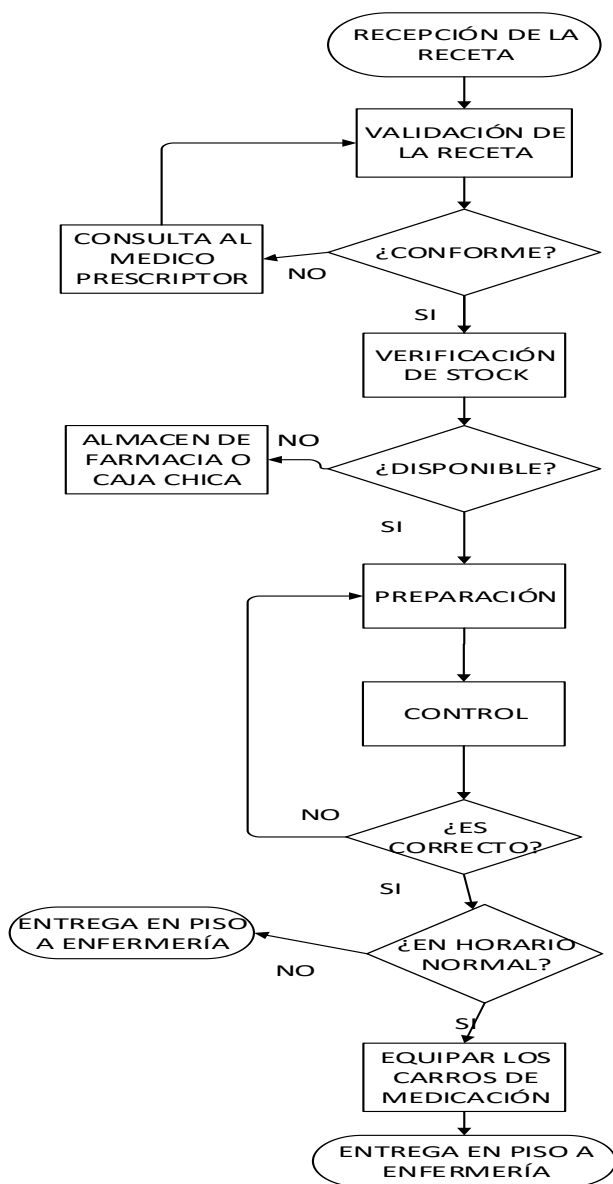 RECEPCIÓN DE LA
RECETA
VALIDACIÓN DE
LA RECETA
CONSULTA AL
MEDICO
PRESCRIPTOR
NO
¿CONFORME?
SI
VERIFICACIÓN
DE STOCK
ALMACEN DE
FARMACIA O
CAJA CHICA
NO
¿DISPONIBLE?
SI
PREPARACIÓN
CONTROL
NO
¿ES
CORRECTO?
SI
ENTREGA EN PISO
A ENFERMERÍA
NO
¿EN HORARIO
NORMAL?
SI
EQUIPAR LOS
CARROS DE
MEDICACIÓN
ENTREGA EN PISO A
ENFERMERÍA